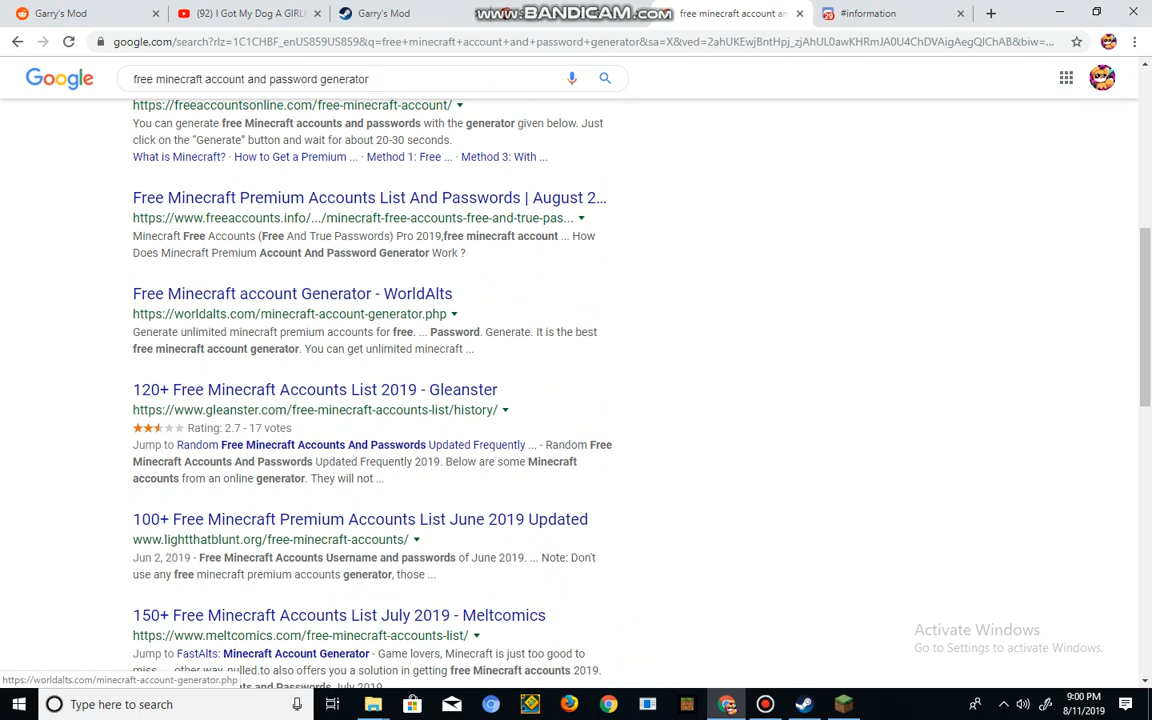 Garry's Mod
(92) I Got My Dog A GIRL
Garry's Mod
www.BANDICAM.com
free minecraft account an
#information
google.com/search?rlz=1C1CHBF_enUS859US859&q=free+minecraft+account+and+password+generator&sa=X&ved=2ahUKEwjBntHpj_zjAhUL0awKHRmJA0U4ChDVAigAegQIChAB&biw=...
Google
free minecraft account and password generator
https://freeaccountsonline.com/free-minecraft-account/
You can generate free Minecraft accounts and passwords with the generator given below. Just
click on the "Generate" button and wait for about 20-30 seconds.
What is Minecraft? · How to Get a Premium ... · Method 1: Free ... · Method 3: With ...
Free Minecraft Premium Accounts List And Passwords | August 2...
https://www.freeaccounts.info/.../minecraft-free-accounts-free-and-true-pas...
Minecraft Free Accounts (Free And True Passwords) Pro 2019,free minecraft account ... How
Does Minecraft Premium Account And Password Generator Work ?
Free Minecraft account Generator - WorldAlts
https://worldalts.com/minecraft-account-generator.php
Generate unlimited minecraft premium accounts for free. ... Password. Generate. It is the best
free minecraft account generator. You can get unlimited minecraft ...
120+ Free Minecraft Accounts List 2019 - Gleanster
https://www.gleanster.com/free-minecraft-accounts-list/history/
Rating: 2.7 - 17 votes
Jump to Random Free Minecraft Accounts And Passwords Updated Frequently ... - Random Free
Minecraft Accounts And Passwords Updated Frequently 2019. Below are some Minecraft
accounts from an online generator. They will not ...
100+ Free Minecraft Premium Accounts List June 2019 Updated
www.lightthatblunt.org/free-minecraft-accounts/
Jun 2, 2019 - Free Minecraft Accounts Username and passwords of June 2019. ... Note: Don't
use any free minecraft premium accounts generator, those ...
150+ Free Minecraft Accounts List July 2019 - Meltcomics
https://www.meltcomics.com/free-minecraft-accounts-list/
Jump to FastAlts: Minecraft Account Generator - Game lovers, Minecraft is just too good to
miss ... other way, pulled to also offers you a solution in getting free Minecraft accounts 2019.
Activate Windows
Go to Settings to activate Windows.
https://worldalts.com/minecraft-account-generator.php
Type here to search
9:00 PM
8/11/2019